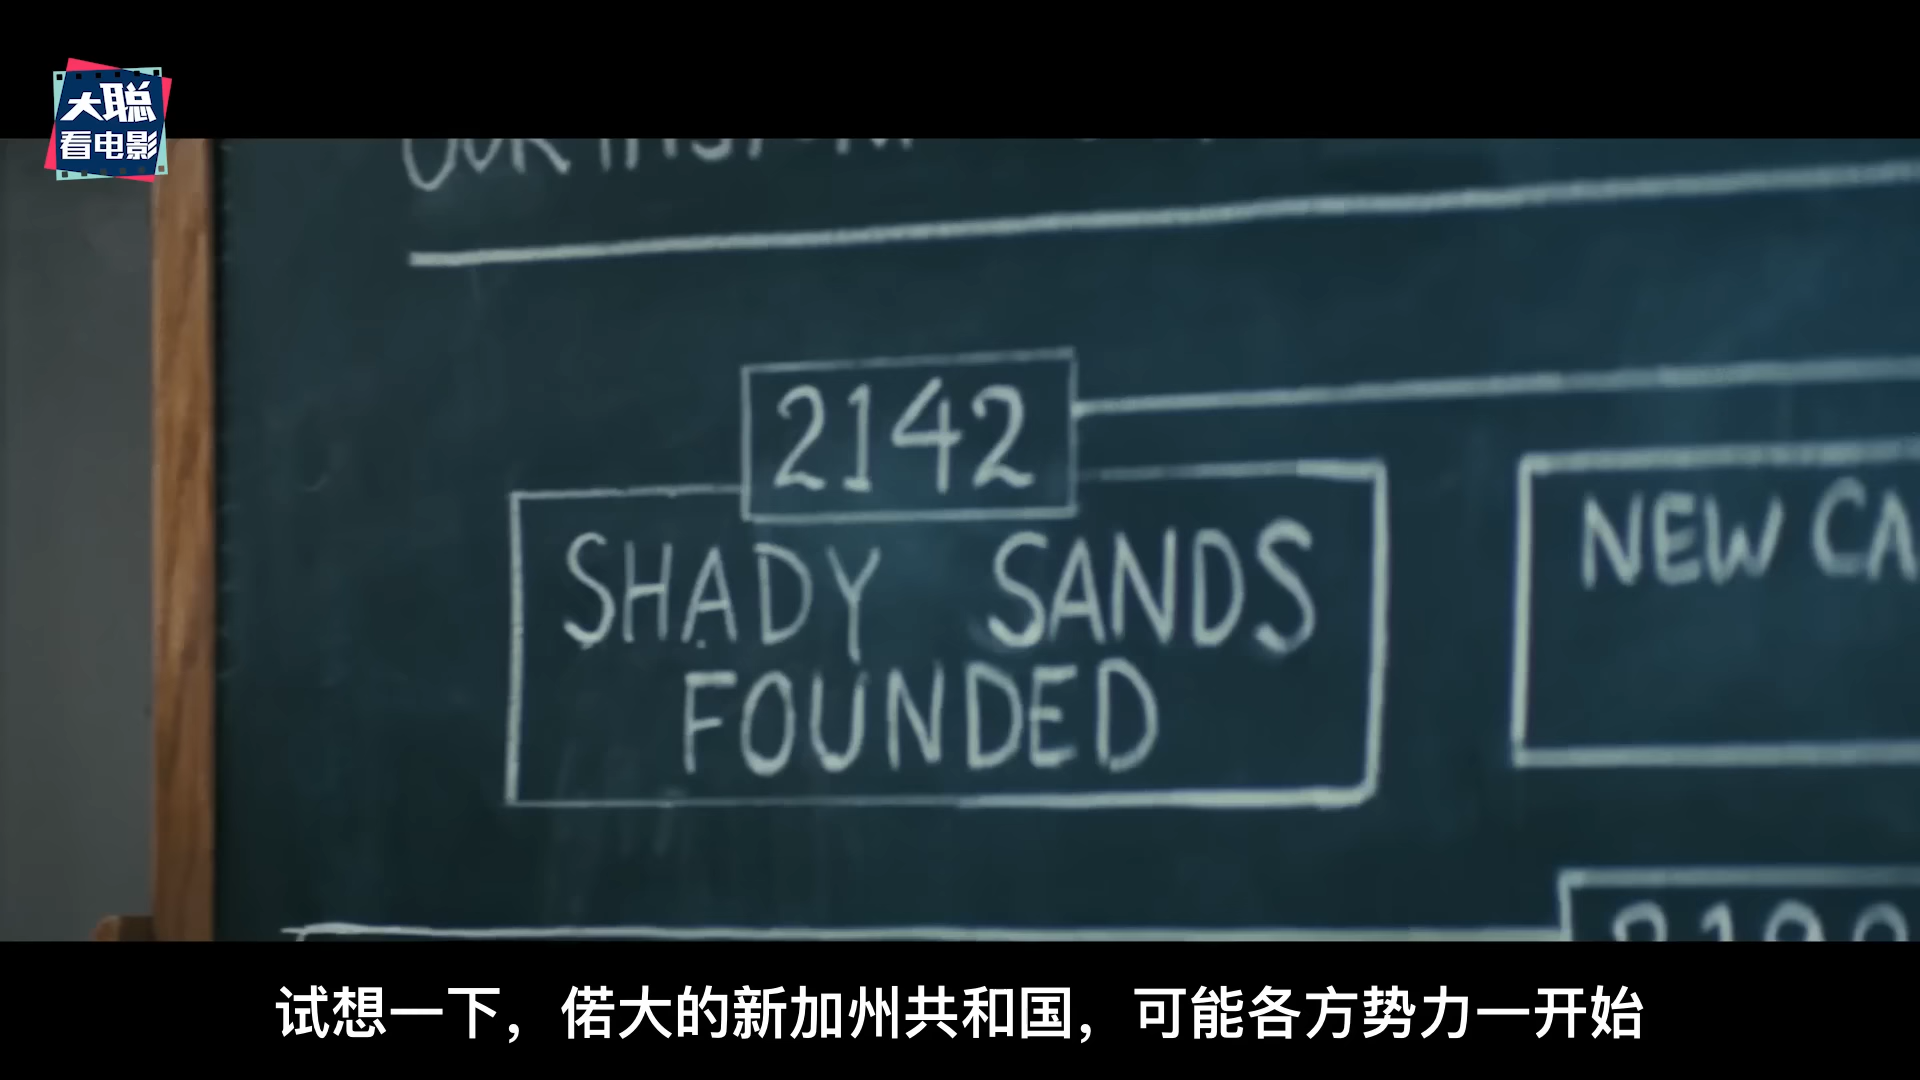 大聪
看电影
2142
SHADY SANDS
FOUNDED
NEW CA
试想一下，偌大的新加州共和国，可能各方势力一开始